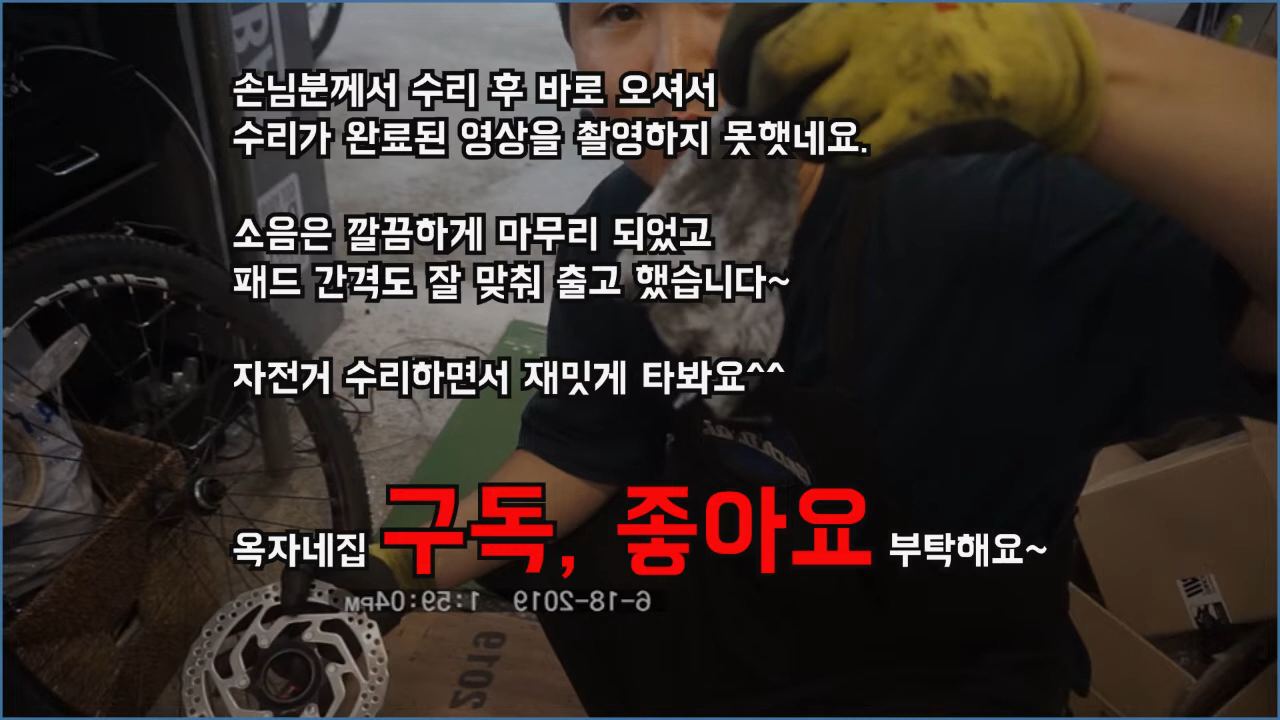 손님분께서 수리 후 바로 오셔서
수리가 완료된 영상을 촬영하지 못했네요.
소음은 깔끔하게 마무리 되었고
패드 간격도 잘 맞춰 출고 했습니다~
자전거 수리하면서 재밋게 타봐요^^
옥자네집 구독, 좋아요 부탁해요~
6-18-2019 1:59:04PM